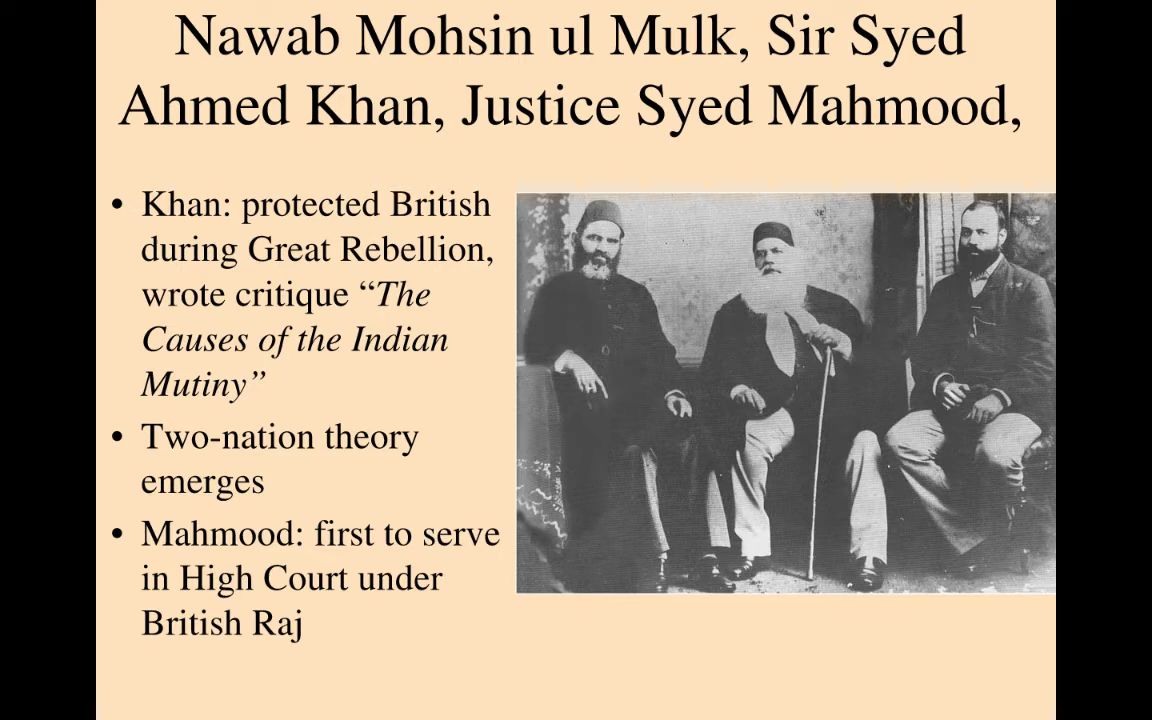 Nawab Mohsin ul Mulk, Sir Syed
Ahmed Khan, Justice Syed Mahmood,
• Khan: protected British
during Great Rebellion,
wrote critique “The
Causes of the Indian
Mutiny”
• Two-nation theory
emerges
• Mahmood: first to serve
in High Court under
British Raj